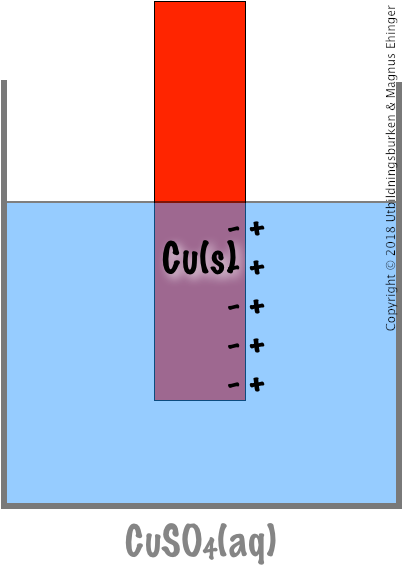 Copyright © 2018 Utbildningsburken & Magnus Ehinger
- +
Cu(s)
- +
- +
- +
- +
CuSO₄(aq)